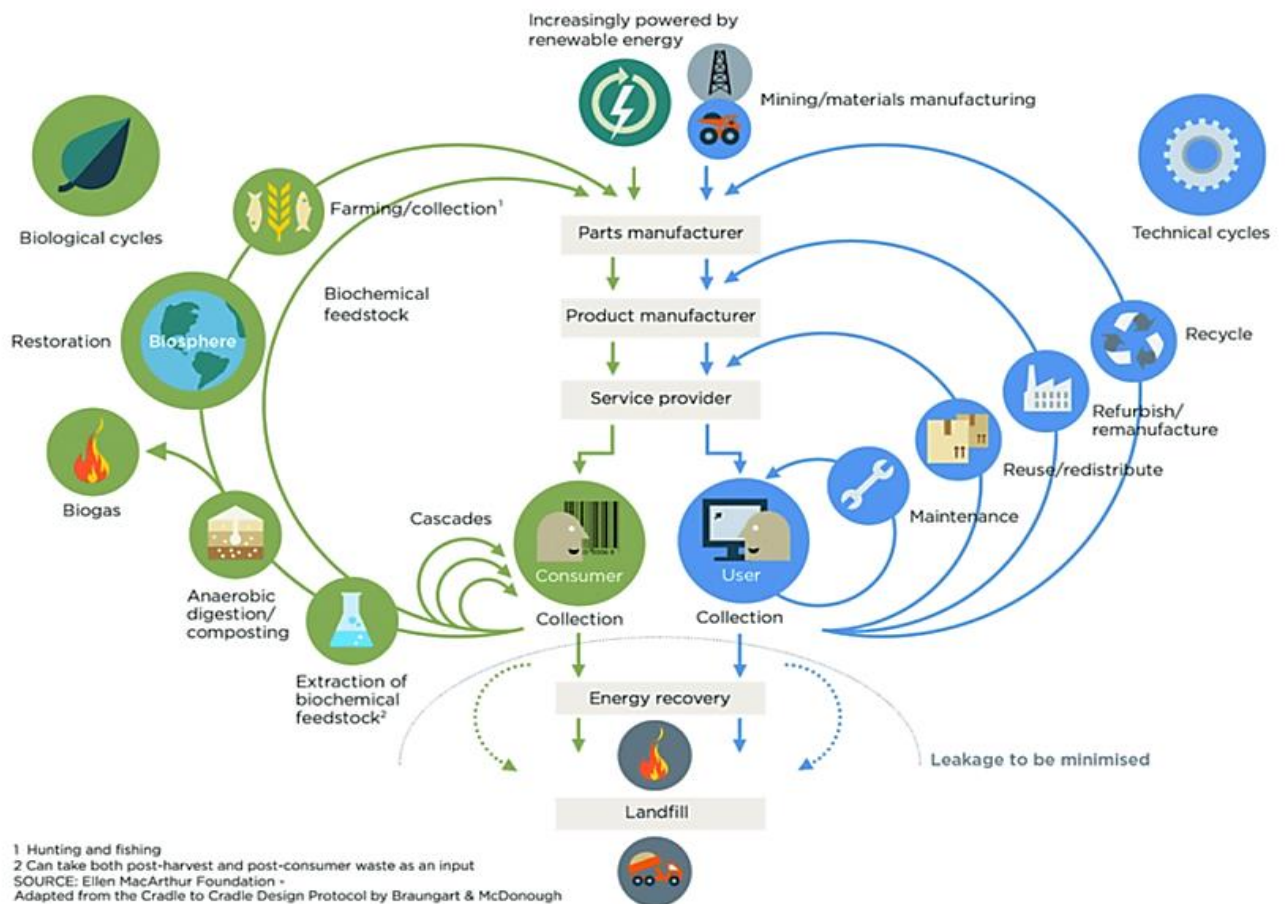 Increasingly powered by
renewable energy
Mining/materials manufacturing
Biological cycles
Farming/collection¹
Technical cycles
Parts manufacturer
Biochemical
feedstock
Product manufacturer
Restoration
Biosphere
Recycle
Service provider
Refurbish/
remanufacture
Reuse/redistribute
Biogas
Cascades
Maintenance
Consumer
User
Anaerobic
digestion/
composting
Collection
Collection
Extraction of
biochemical
feedstock²
Energy recovery
Leakage to be minimised
Landfill
1 Hunting and fishing
2 Can take both post-harvest and post-consumer waste as an input
SOURCE: Ellen MacArthur Foundation -
Adapted from the Cradle to Cradle Design Protocol by Braungart & McDonough